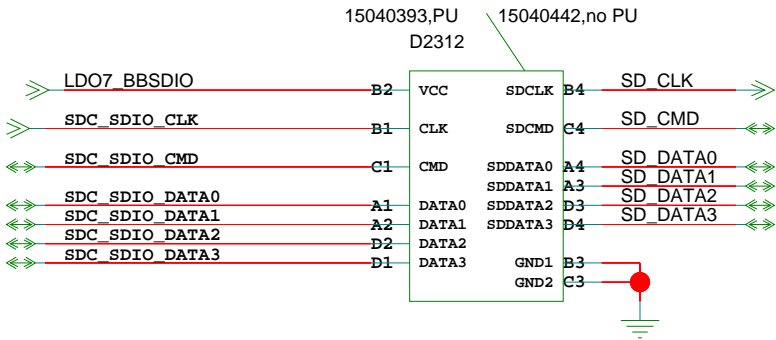 15040393,PU 15040442,no PU
D2312
LDO7_BBSDIO B2 VCC SDCLK B4 SD_CLK
SDC_SDIO_CLK B1 CLK SDCMD C4 SD_CMD
SDC_SDIO_CMD C1 CMD SDDATA0 A4 SD_DATA0
SDDATA1 A3 SD_DATA1
SDC_SDIO_DATA0 A1 DATA0 SDDATA2 D3 SD_DATA2
SDC_SDIO_DATA1 A2 DATA1 SDDATA3 D4 SD_DATA3
SDC_SDIO_DATA2 D2 DATA2
SDC_SDIO_DATA3 D1 DATA3 GND1 B3
GND2 C3